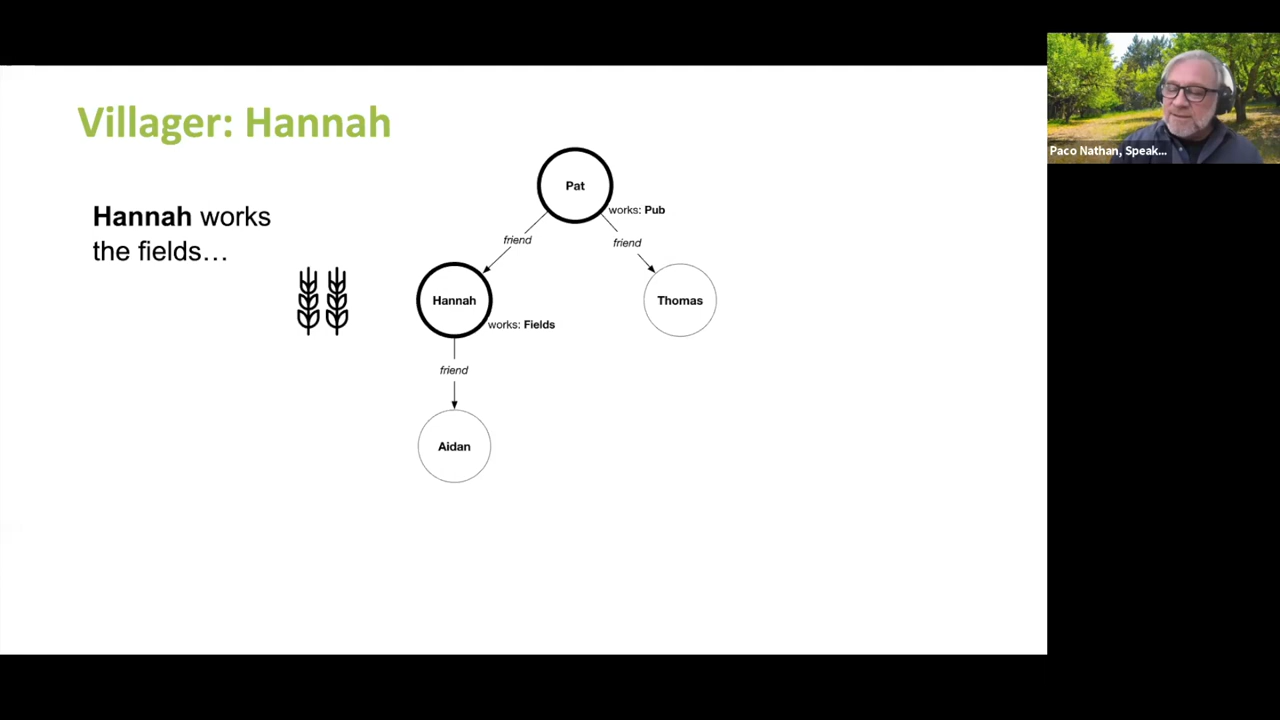 Villager: Hannah
Hannah works
the fields…
Pat
works: Pub
friend
friend
Hannah
Thomas
works: Fields
friend
Aidan
Paco Nathan, Speak...